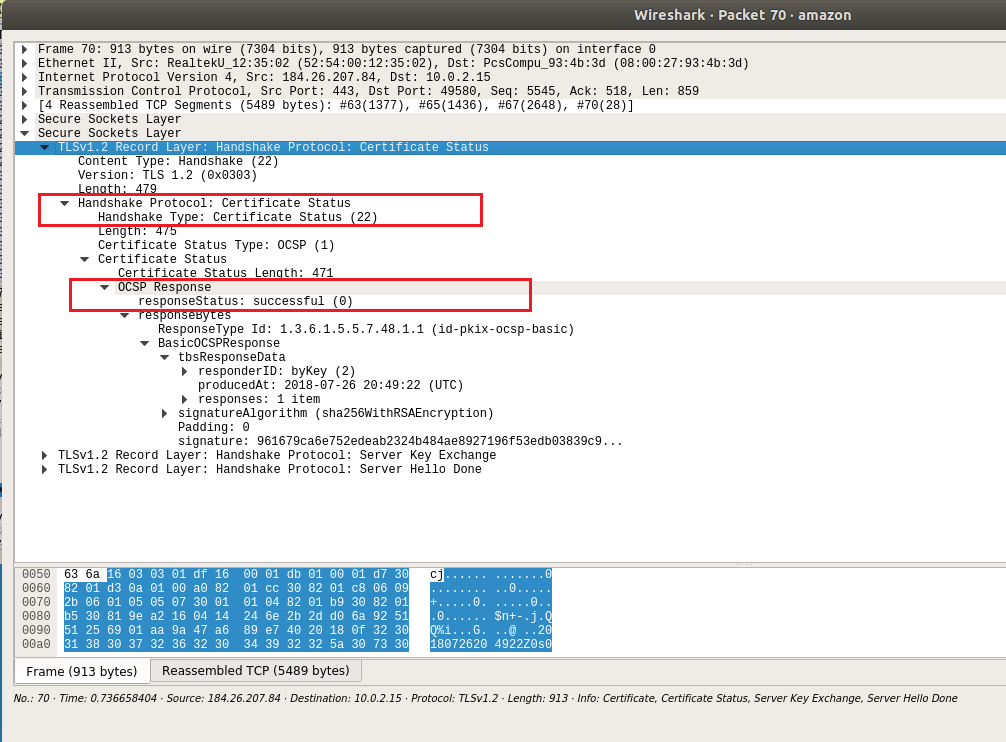 Wireshark · Packet 70 · amazon
Frame 70: 913 bytes on wire (7304 bits), 913 bytes captured (7304 bits) on interface 0
Ethernet II, Src: RealtekU_12:35:02 (52:54:00:12:35:02), Dst: PcsCompu_93:4b:3d (08:00:27:93:4b:3d)
Internet Protocol Version 4, Src: 184.26.207.84, Dst: 10.0.2.15
Transmission Control Protocol, Src Port: 443, Dst Port: 49580, Seq: 5545, Ack: 518, Len: 859
[4 Reassembled TCP Segments (5489 bytes): #63(1377), #65(1436), #67(2648), #70(28)]
Secure Sockets Layer
Secure Sockets Layer
TLSv1.2 Record Layer: Handshake Protocol: Certificate Status
Content Type: Handshake (22)
Version: TLS 1.2 (0x0303)
Length: 479
Handshake Protocol: Certificate Status
Handshake Type: Certificate Status (22)
Length: 475
Certificate Status Type: OCSP (1)
Certificate Status
Certificate Status Length: 471
OCSP Response
responseStatus: successful (0)
responseBytes
ResponseType Id: 1.3.6.1.5.5.7.48.1.1 (id-pkix-ocsp-basic)
BasicOCSPResponse
tbsResponseData
responderID: byKey (2)
producedAt: 2018-07-26 20:49:22 (UTC)
responses: 1 item
signatureAlgorithm (sha256WithRSAEncryption)
Padding: 0
signature: 961679ca6e752edeab2324b484ae8927196f53edb03839c9...
TLSv1.2 Record Layer: Handshake Protocol: Server Key Exchange
TLSv1.2 Record Layer: Handshake Protocol: Server Hello Done
0050 63 6a 16 03 03 01 df 16 00 01 db 01 00 01 d7 30 cj...... .......0
0060 82 01 d3 0a 01 00 a0 82 01 cc 30 82 01 c8 06 09 ........ ..0.....
0070 2b 06 01 05 05 07 30 01 01 04 82 01 b9 30 82 01 +.....0. .....0..
0080 b5 30 81 9e a2 16 04 14 24 6e 2b 2d d6 6a 92 51 .0...... $n+-.j.Q
0090 51 25 69 01 aa 9a 47 a6 89 e7 40 20 18 0f 32 30 Q%i...G. ..@ ..20
00a0 31 38 30 37 32 36 32 30 34 39 32 32 5a 30 73 30 18072620 4922Z0s0
Frame (913 bytes) Reassembled TCP (5489 bytes)
No.: 70 · Time: 0.736658404 · Source: 184.26.207.84 · Destination: 10.0.2.15 · Protocol: TLSv1.2 · Length: 913 · Info: Certificate, Certificate Status, Server Key Exchange, Server Hello Done